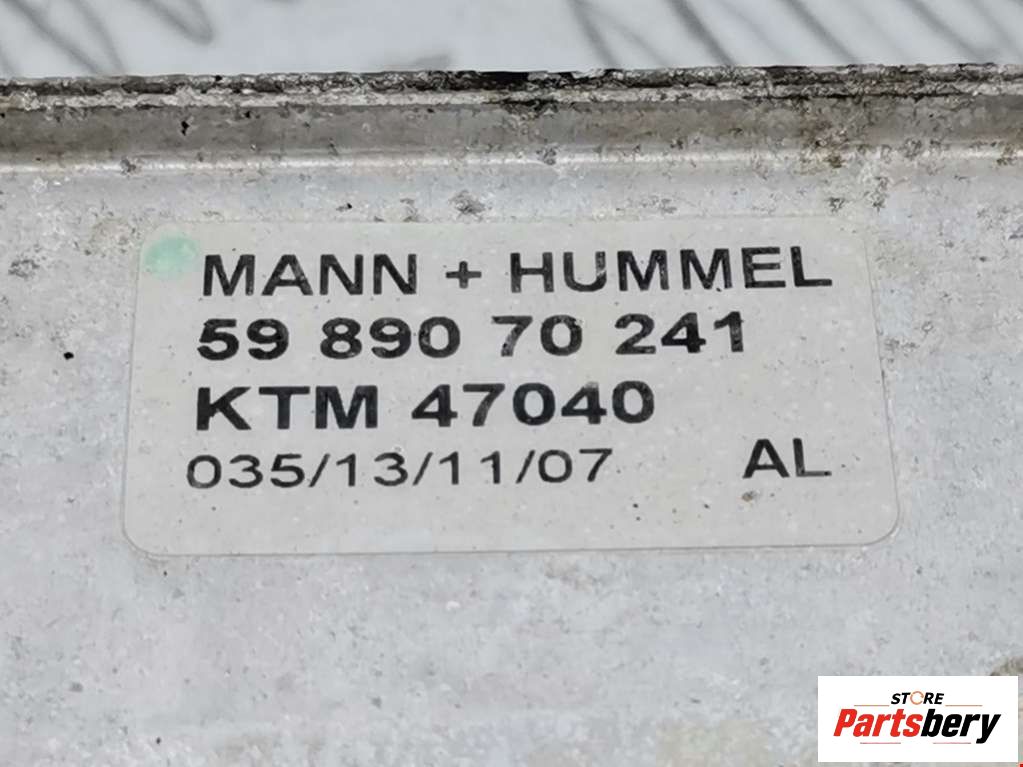 MANN + HUMMEL
59 890 70 241
KTM 47040
035/13/11/07 AL
STORE
Partsbery